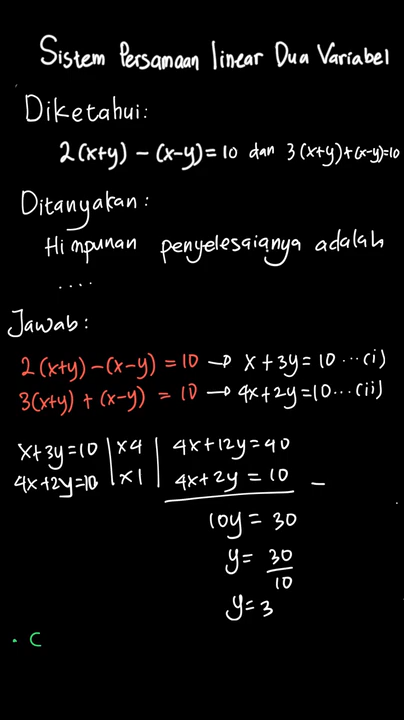 Sistem Persamaan linear Dua Variabel
Diketahui:
2(x+y) – (x–y) = 10 dan 3(x+y)+(x–y)=10
Ditanyakan:
Himpunan penyelesaianya adalah
....
Jawab:
2(x+y) – (x–y) = 10 → x + 3y = 10 ...(i)
3(x+y) + (x–y) = 10 → 4x + 2y = 10 ...(ii)
x + 3y = 10 | x 4 | 4x + 12y = 40
4x + 2y = 10 | x 1 | 4x + 2y = 10 –
10y = 30
y = 30
10
y = 3
• C